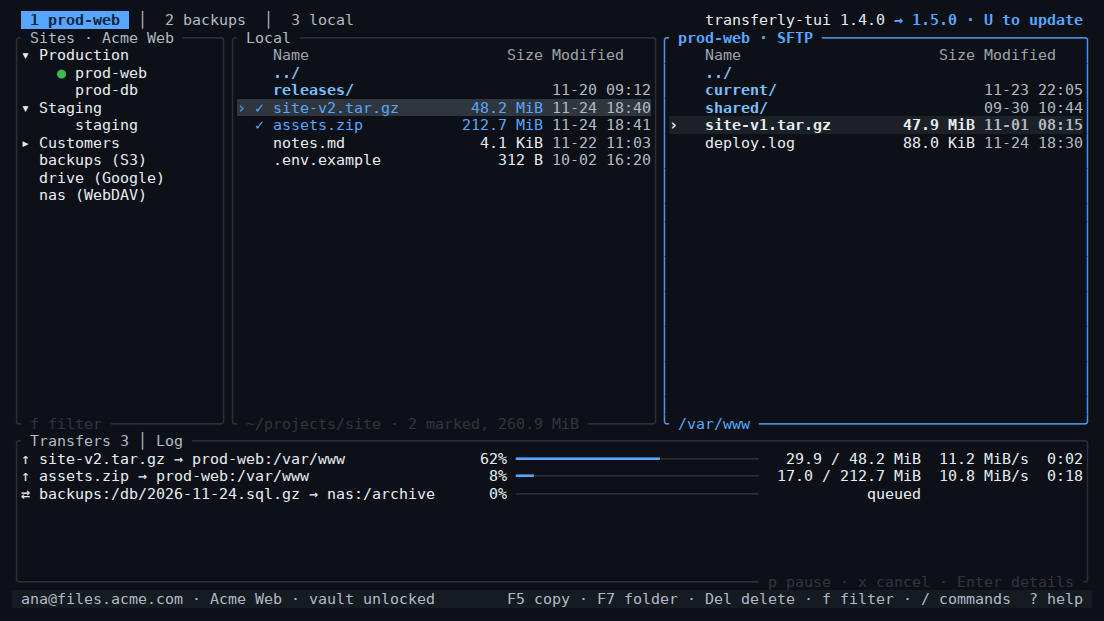 1 prod-web │ 2 backups │ 3 local transferly-tui 1.4.0 → 1.5.0 · U to update
Sites · Acme Web
▾ Production
● prod-web
prod-db
▾ Staging
staging
▸ Customers
backups (S3)
drive (Google)
nas (WebDAV)
f filter
Local
Name Size Modified
../
releases/ 11-20 09:12
› ✓ site-v2.tar.gz 48.2 MiB 11-24 18:40
✓ assets.zip 212.7 MiB 11-24 18:41
notes.md 4.1 KiB 11-22 11:03
.env.example 312 B 10-02 16:20
~/projects/site · 2 marked, 260.9 MiB
prod-web · SFTP
Name Size Modified
../
current/ 11-23 22:05
shared/ 09-30 10:44
› site-v1.tar.gz 47.9 MiB 11-01 08:15
deploy.log 88.0 KiB 11-24 18:30
/var/www
Transfers 3 │ Log
↑ site-v2.tar.gz → prod-web:/var/www 62% 29.9 / 48.2 MiB 11.2 MiB/s 0:02
↑ assets.zip → prod-web:/var/www 8% 17.0 / 212.7 MiB 10.8 MiB/s 0:18
⇄ backups:/db/2026-11-24.sql.gz → nas:/archive 0% queued
p pause · x cancel · Enter details
ana@files.acme.com · Acme Web · vault unlocked F5 copy · F7 folder · Del delete · f filter · / commands ? help